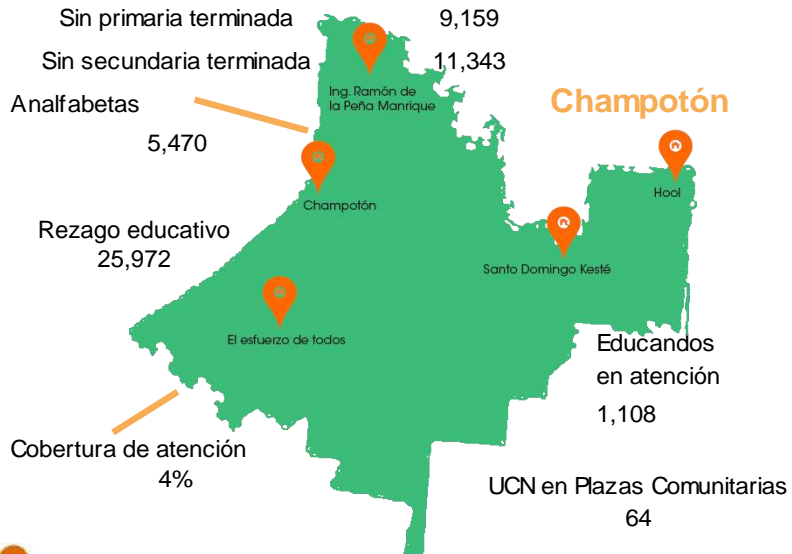 Sin primaria terminada 9,159
Sin secundaria terminada 11,343
Ing. Ramón de
la Peña Manrique
Analfabetas
Champotón
5,470
Hool
Champotón
Rezago educativo
25,972
Santo Domingo Kesté
El esfuerzo de todos
Educandos
en atención
1,108
Cobertura de atención
4%
UCN en Plazas Comunitarias
64